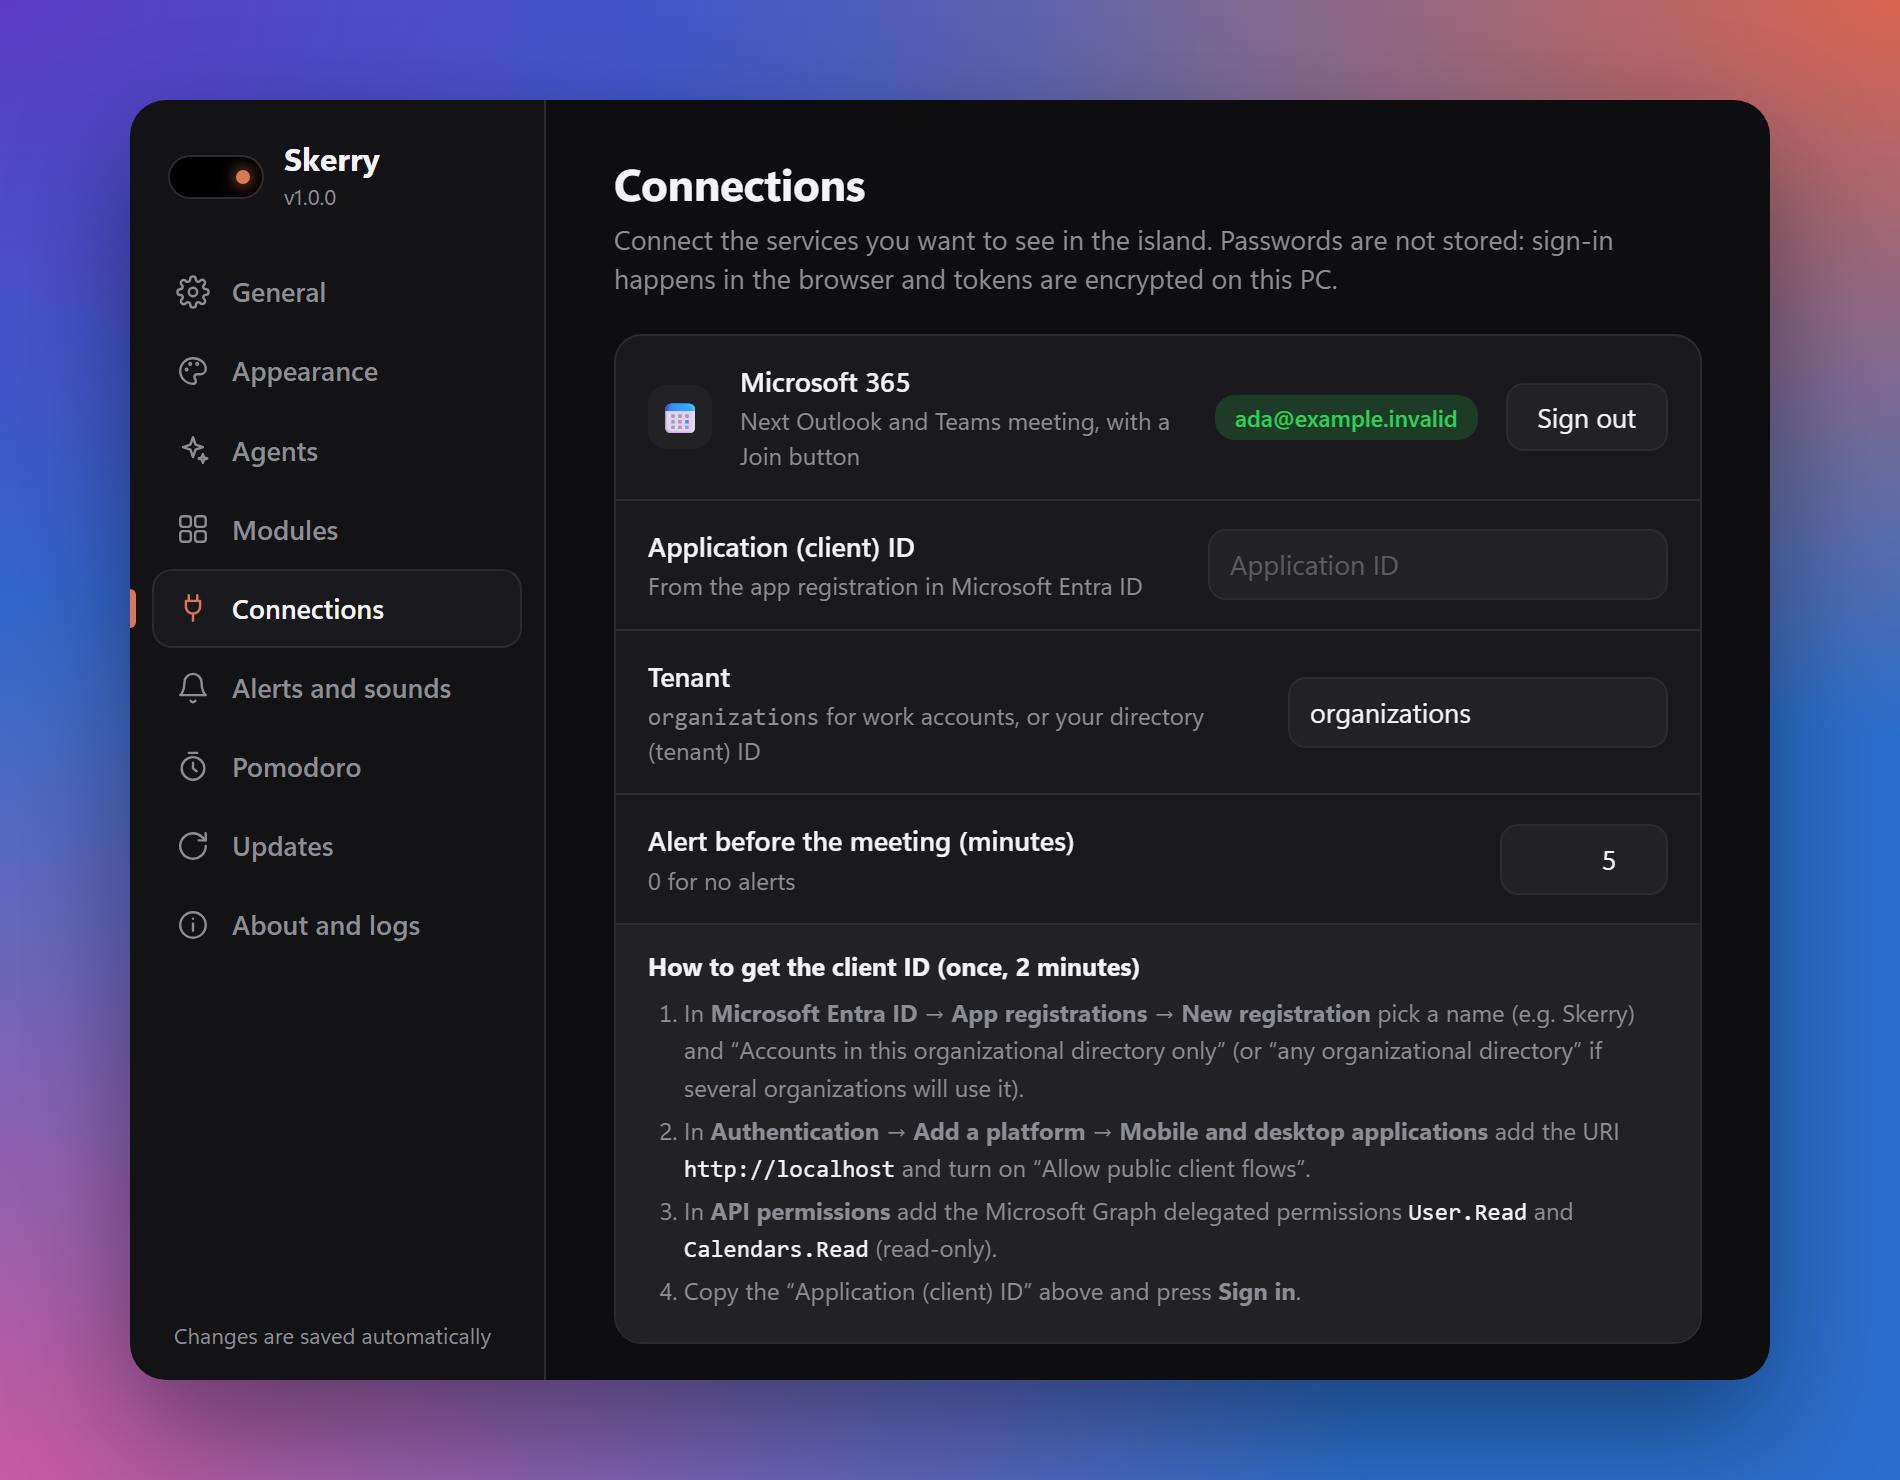 Skerry
v1.0.0
General
Appearance
Agents
Modules
Connections
Alerts and sounds
Pomodoro
Updates
About and logs
Changes are saved automatically
Connections
Connect the services you want to see in the island. Passwords are not stored: sign-in
happens in the browser and tokens are encrypted on this PC.
Microsoft 365
Next Outlook and Teams meeting, with a
Join button
ada@example.invalid
Sign out
Application (client) ID
From the app registration in Microsoft Entra ID
Application ID
Tenant
organizations for work accounts, or your directory
(tenant) ID
organizations
Alert before the meeting (minutes)
0 for no alerts
5
How to get the client ID (once, 2 minutes)
1. In Microsoft Entra ID → App registrations → New registration pick a name (e.g. Skerry)
and “Accounts in this organizational directory only” (or “any organizational directory” if
several organizations will use it).
2. In Authentication → Add a platform → Mobile and desktop applications add the URI
http://localhost and turn on “Allow public client flows”.
3. In API permissions add the Microsoft Graph delegated permissions User.Read and
Calendars.Read (read-only).
4. Copy the “Application (client) ID” above and press Sign in.